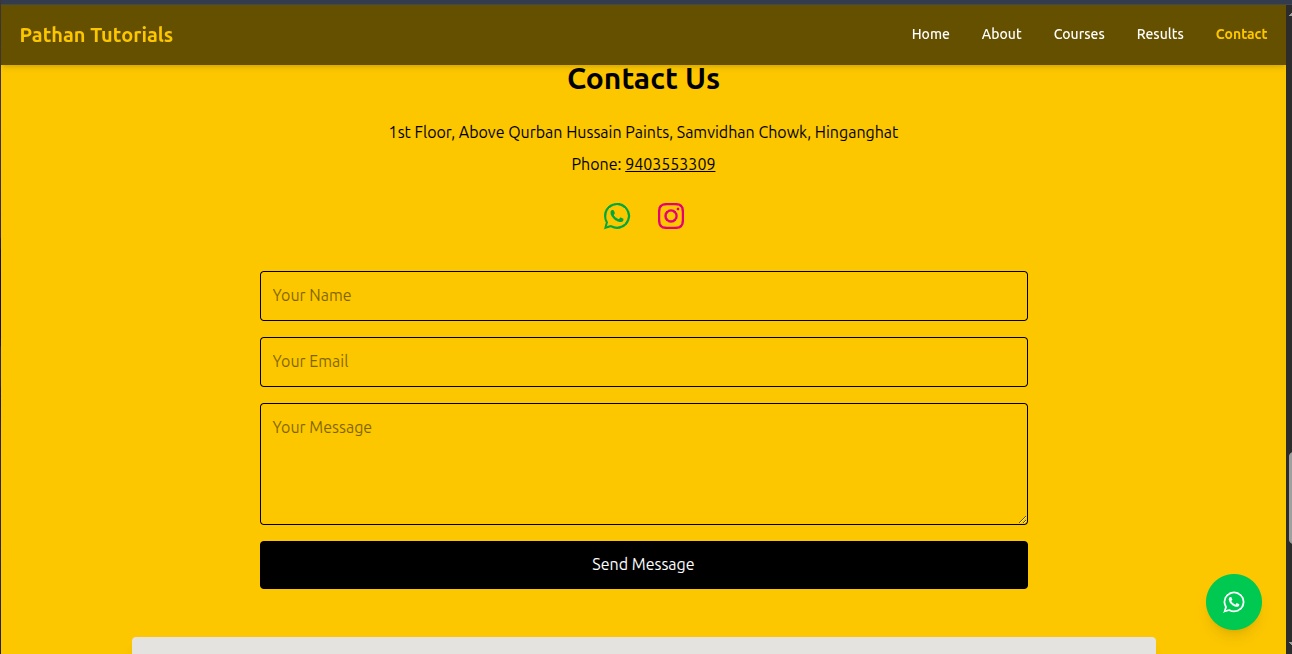 Pathan Tutorials
Home
About
Courses
Results
Contact
Contact Us
1st Floor, Above Qurban Hussain Paints, Samvidhan Chowk, Hinganghat
Phone: 9403553309
Your Name
Your Email
Your Message
Send Message